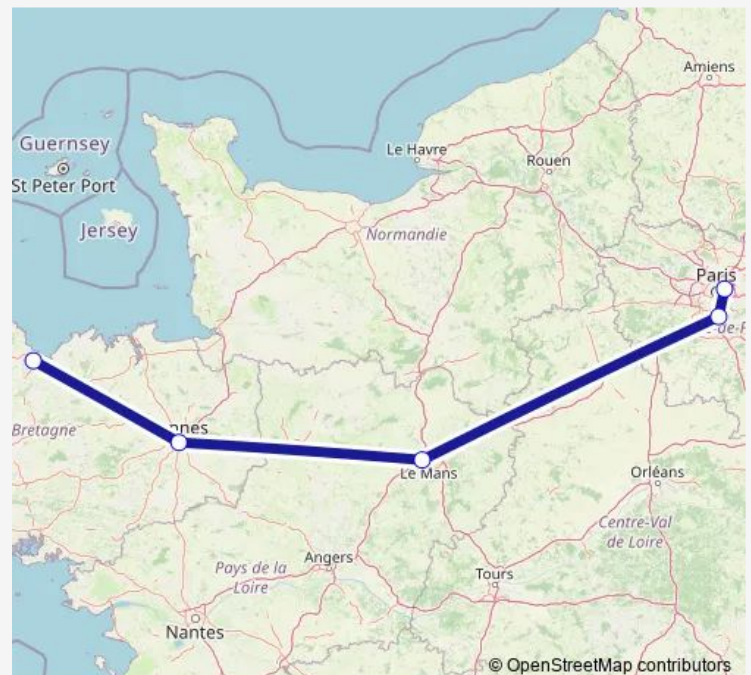 Amiens
Guernsey
Le Havre
Rouen
St Peter Port
Jersey
Normandie
Paris
nnes
Bretagne
Le Mans
Orléans
Centre-Val
de Loire
Angers
Pays de la
Loire
Tours
Nantes
© OpenStreetMap contributors